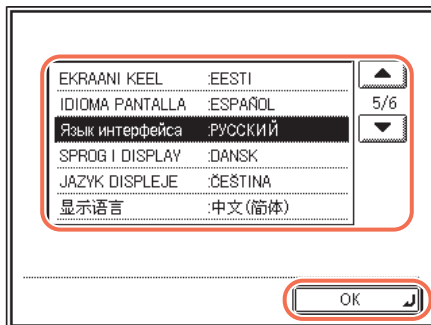 EKRAANI KEEL :EESTI
IDIOMA PANTALLA :ESPAÑOL
5/6
Язык интерфейса :РУССКИЙ
SPROG I DISPLAY :DANSK
JAZYK DISPLEJE :ČEŠTINA
显示语言 :中文(简体)
OK